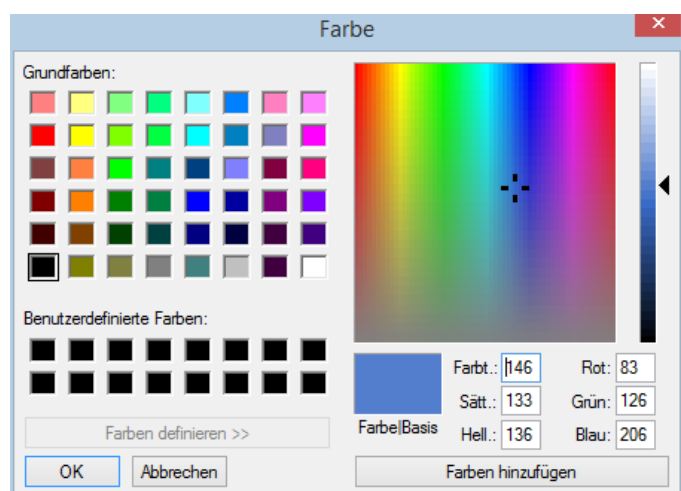 Farbe
Grundfarben:
Benutzerdefinierte Farben:
Farben definieren >>
OK Abbrechen
Farbe|Basis
Farbt.: 146 Rot: 83
Sätt.: 133 Grün: 126
Hell.: 136 Blau: 206
Farben hinzufügen